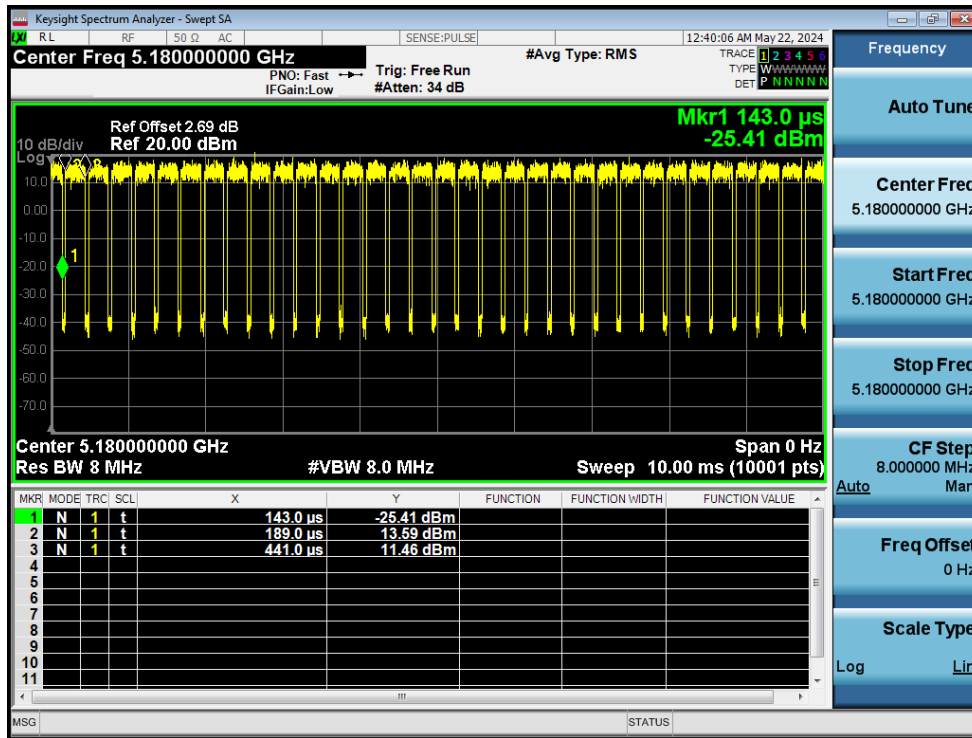 Keysight Spectrum Analyzer - Swept SA
LXI RL RF 50 Ω AC SENSE:PULSE 12:40:06 AM May 22, 2024
Center Freq 5.180000000 GHz #Avg Type: RMS TRACE 1 2 3 4 5 6
PNO: Fast Trig: Free Run TYPE WWWWWW
IFGain:Low #Atten: 34 dB DET P N N N N N
Mkr1 143.0 µs
Ref Offset 2.69 dB
10 dB/div Ref 20.00 dBm -25.41 dBm
Log
2 3
10.0
0.00
-10.0
1
-20.0
-30.0
-40.0
-50.0
-60.0
-70.0
Center 5.180000000 GHz Span 0 Hz
Res BW 8 MHz #VBW 8.0 MHz Sweep 10.00 ms (10001 pts)
MKR MODE TRC SCL X Y FUNCTION FUNCTION WIDTH FUNCTION VALUE
1 N 1 t 143.0 µs -25.41 dBm
2 N 1 t 189.0 µs 13.59 dBm
3 N 1 t 441.0 µs 11.46 dBm
4
5
6
7
8
9
10
11
MSG STATUS
Frequency
Auto Tune
Center Freq
5.180000000 GHz
Start Freq
5.180000000 GHz
Stop Freq
5.180000000 GHz
CF Step
8.000000 MHz
Auto Man
Freq Offset
0 Hz
Scale Type
Log Lin